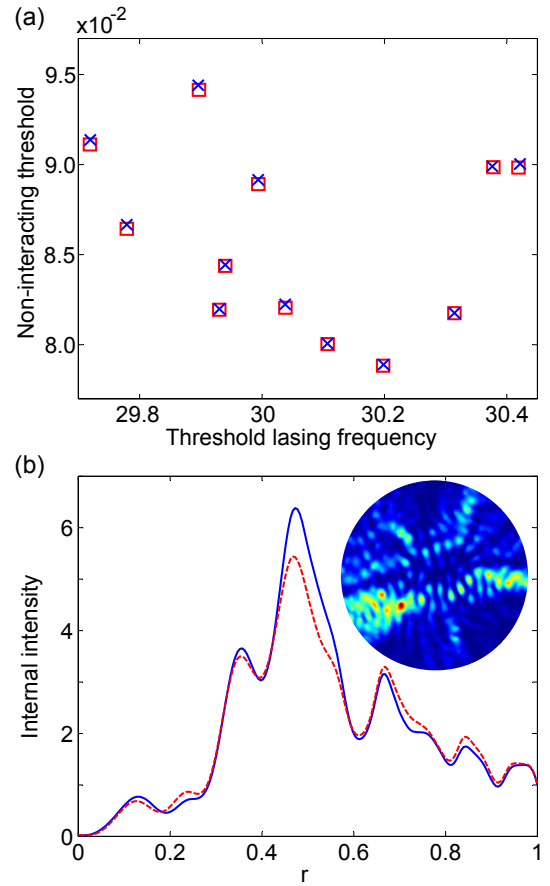 (a)
x10⁻²
9.5
9.0
8.5
8.0
Non-interacting threshold
29.8 30 30.2 30.4
Threshold lasing frequency
(b)
6
4
2
0
Internal intensity
0 0.2 0.4 0.6 0.8 1
r